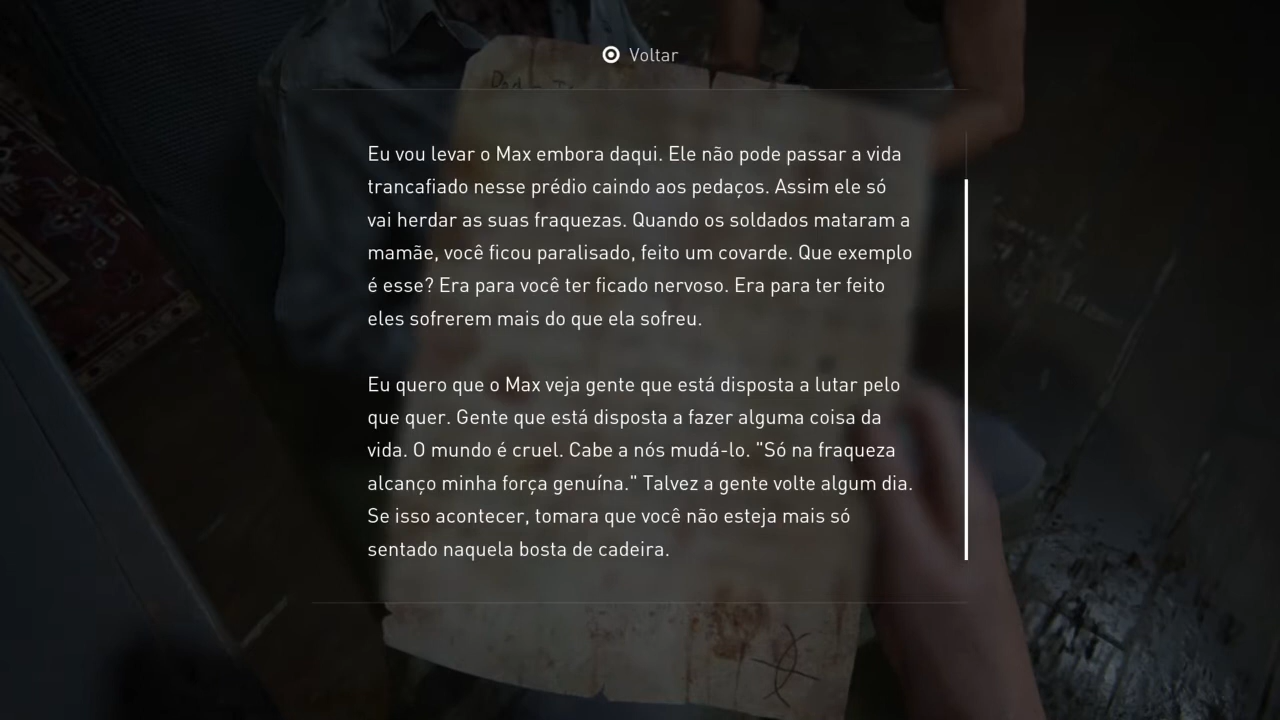 Voltar
Eu vou levar o Max embora daqui. Ele não pode passar a vida
trancafiado nesse prédio caindo aos pedaços. Assim ele só
vai herdar as suas fraquezas. Quando os soldados mataram a
mamãe, você ficou paralisado, feito um covarde. Que exemplo
é esse? Era para você ter ficado nervoso. Era para ter feito
eles sofrerem mais do que ela sofreu.
Eu quero que o Max veja gente que está disposta a lutar pelo
que quer. Gente que está disposta a fazer alguma coisa da
vida. O mundo é cruel. Cabe a nós mudá-lo. "Só na fraqueza
alcanço minha força genuína." Talvez a gente volte algum dia.
Se isso acontecer, tomara que você não esteja mais só
sentado naquela bosta de cadeira.